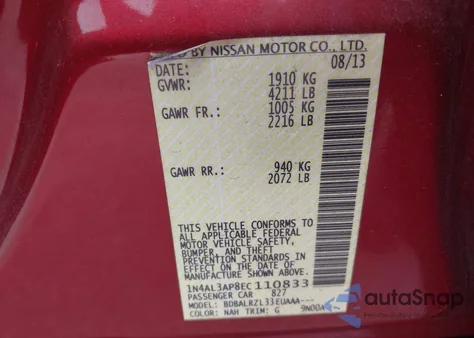 BY NISSAN MOTOR CO., LTD.
DATE: 08/13
GVWR: 1910 KG
4211 LB
GAWR FR.: 1005 KG
2216 LB
GAWR RR.: 940 KG
2072 LB
THIS VEHICLE CONFORMS TO
ALL APPLICABLE FEDERAL
MOTOR VEHICLE SAFETY,
BUMPER, AND THEFT
PREVENTION STANDARDS IN
EFFECT ON THE DATE OF
MANUFACTURE SHOWN ABOVE.
1N4AL3AP8EC110833
PASSENGER CAR 827
MODEL: BDBALRZL33EUAAA---
COLOR: NAH TRIM: G 9N00A
autoSnap